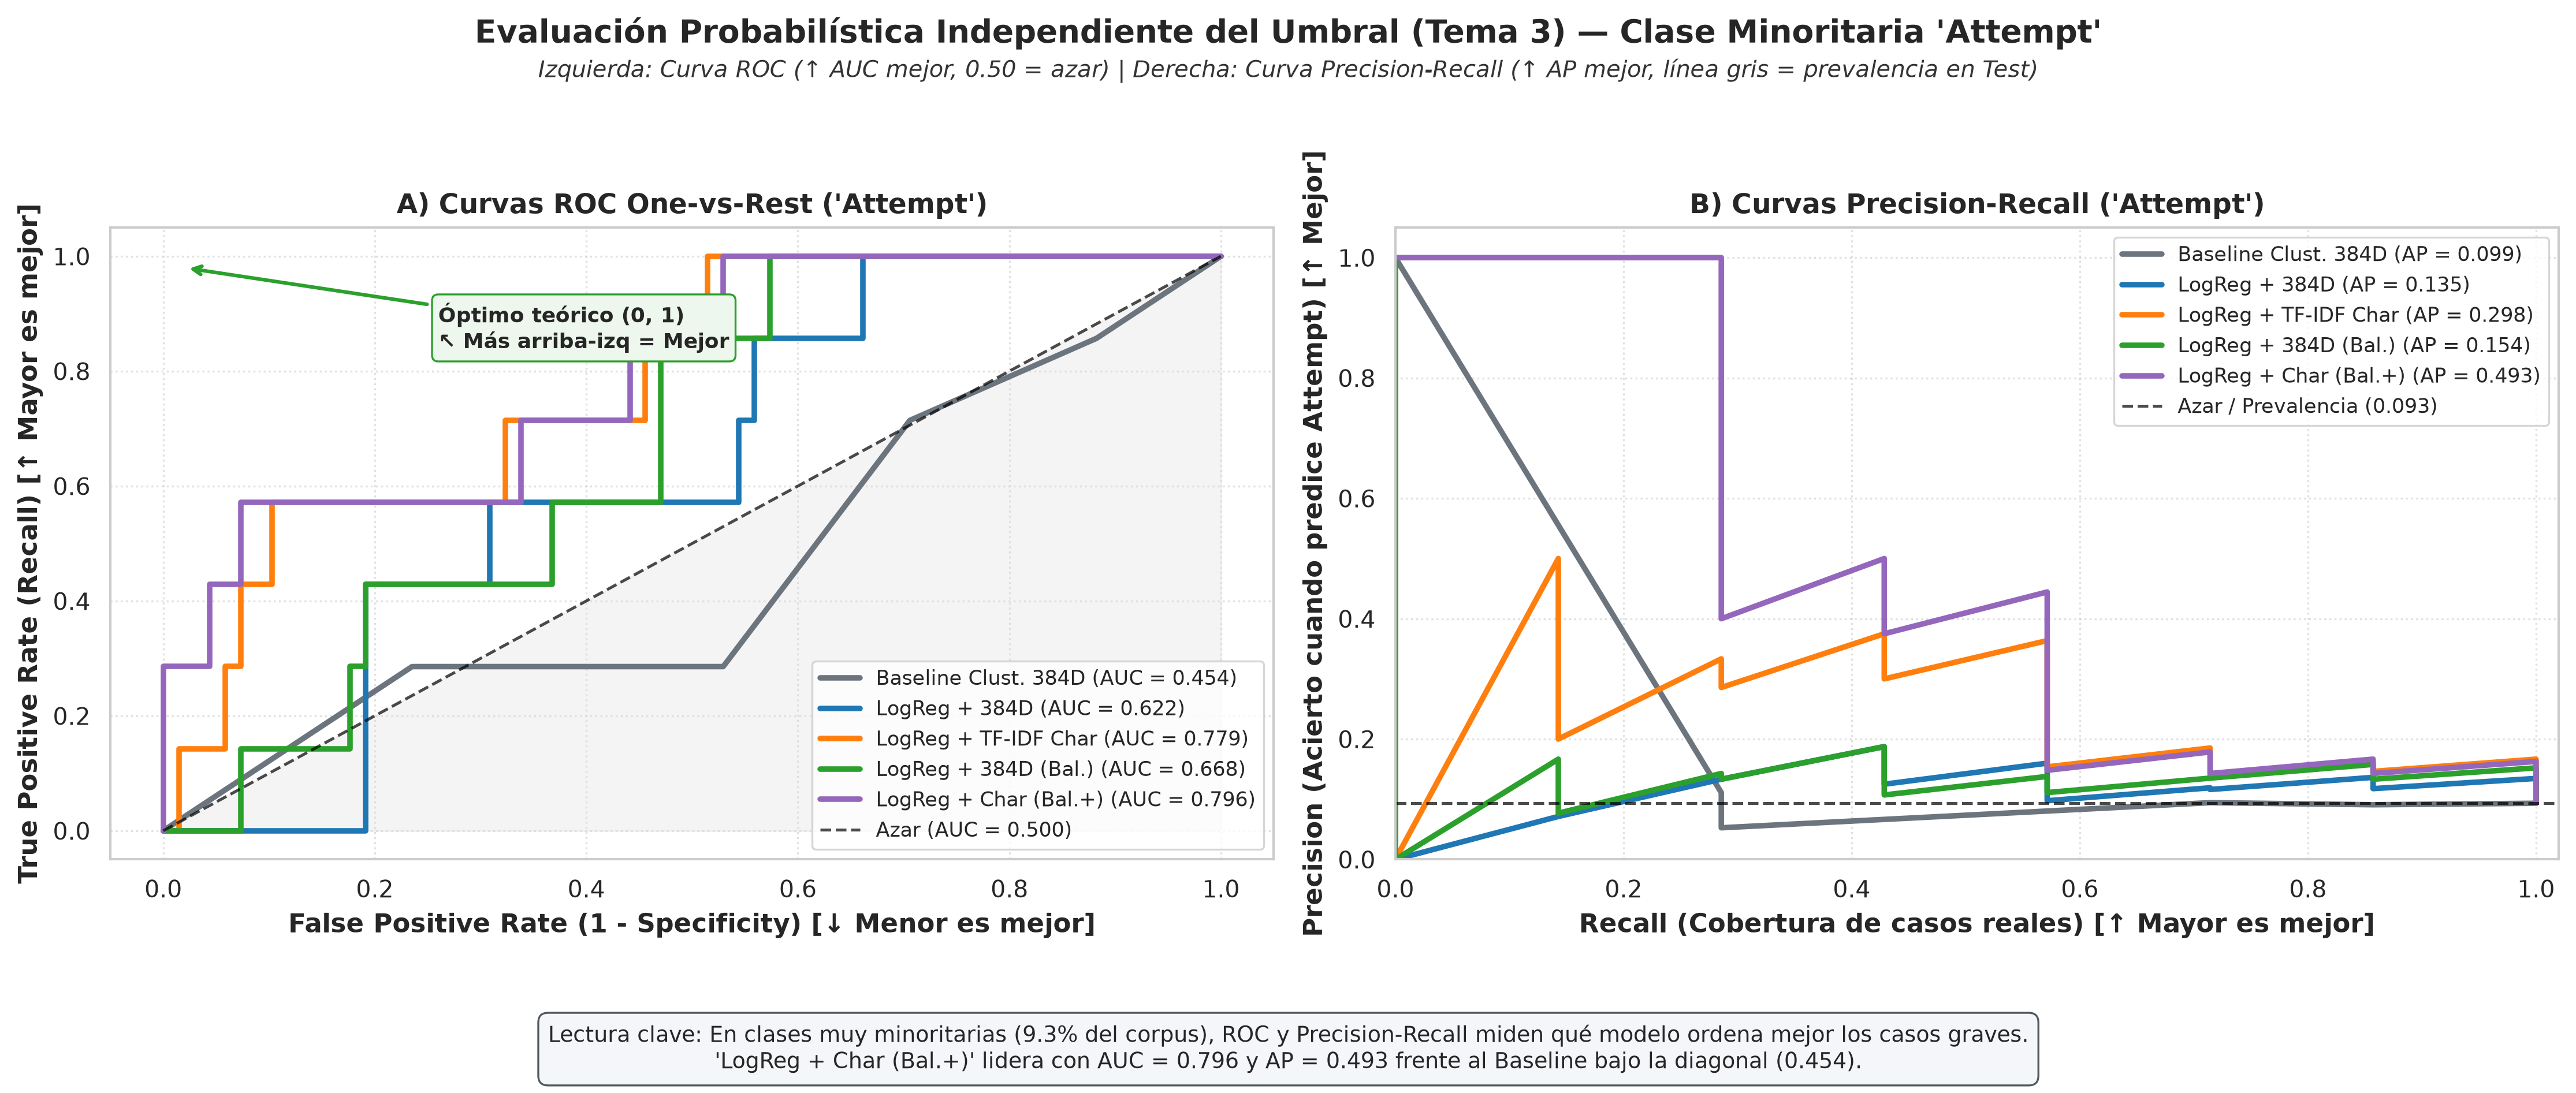 Evaluación Probabilística Independiente del Umbral (Tema 3) — Clase Minoritaria 'Attempt'
Izquierda: Curva ROC (↑ AUC mejor, 0.50 = azar) | Derecha: Curva Precision-Recall (↑ AP mejor, línea gris = prevalencia en Test)
A) Curvas ROC One-vs-Rest ('Attempt')
True Positive Rate (Recall) [↑ Mayor es mejor]
1.0
0.8
0.6
0.4
0.2
0.0
Óptimo teórico (0, 1)
↖ Más arriba-izq = Mejor
Baseline Clust. 384D (AUC = 0.454)
LogReg + 384D (AUC = 0.622)
LogReg + TF-IDF Char (AUC = 0.779)
LogReg + 384D (Bal.) (AUC = 0.668)
LogReg + Char (Bal.+) (AUC = 0.796)
Azar (AUC = 0.500)
0.0 0.2 0.4 0.6 0.8 1.0
False Positive Rate (1 - Specificity) [↓ Menor es mejor]
B) Curvas Precision-Recall ('Attempt')
Precision (Acierto cuando predice Attempt) [↑ Mejor]
1.0
0.8
0.6
0.4
0.2
0.0
Baseline Clust. 384D (AP = 0.099)
LogReg + 384D (AP = 0.135)
LogReg + TF-IDF Char (AP = 0.298)
LogReg + 384D (Bal.) (AP = 0.154)
LogReg + Char (Bal.+) (AP = 0.493)
Azar / Prevalencia (0.093)
0.0 0.2 0.4 0.6 0.8 1.0
Recall (Cobertura de casos reales) [↑ Mayor es mejor]
Lectura clave: En clases muy minoritarias (9.3% del corpus), ROC y Precision-Recall miden qué modelo ordena mejor los casos graves.
'LogReg + Char (Bal.+)' lidera con AUC = 0.796 y AP = 0.493 frente al Baseline bajo la diagonal (0.454).